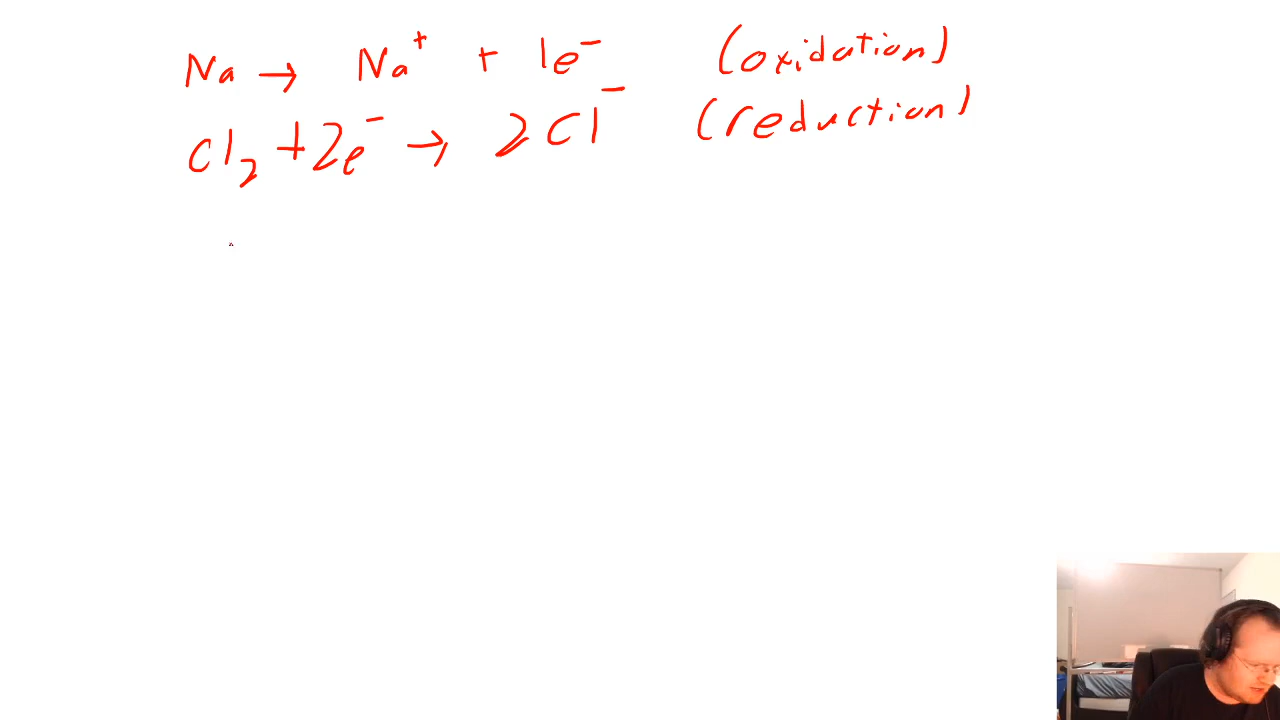 Na → Na⁺ + 1e⁻ (oxidation)
Cl₂ + 2e⁻ → 2Cl⁻ (reduction)